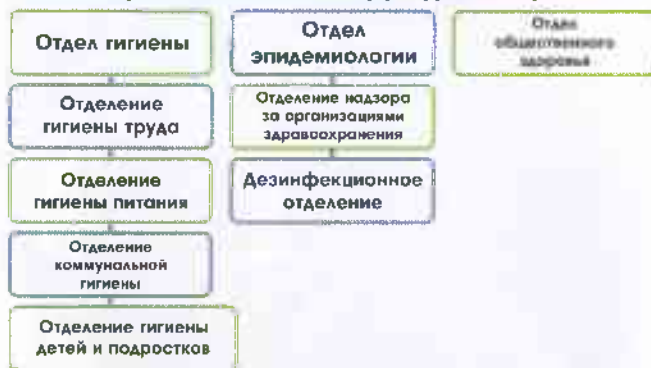 Отдел гигиены
Отделение
гигиены труда
Отделение
гигиены питания
Отделение
коммунальной
гигиены
Отделение гигиены
детей и подростков
Отдел
эпидемиологии
Отделение надзора
за организациями
здравоохранения
Дезинфекционное
отделение
Отдел
общественного
здоровья